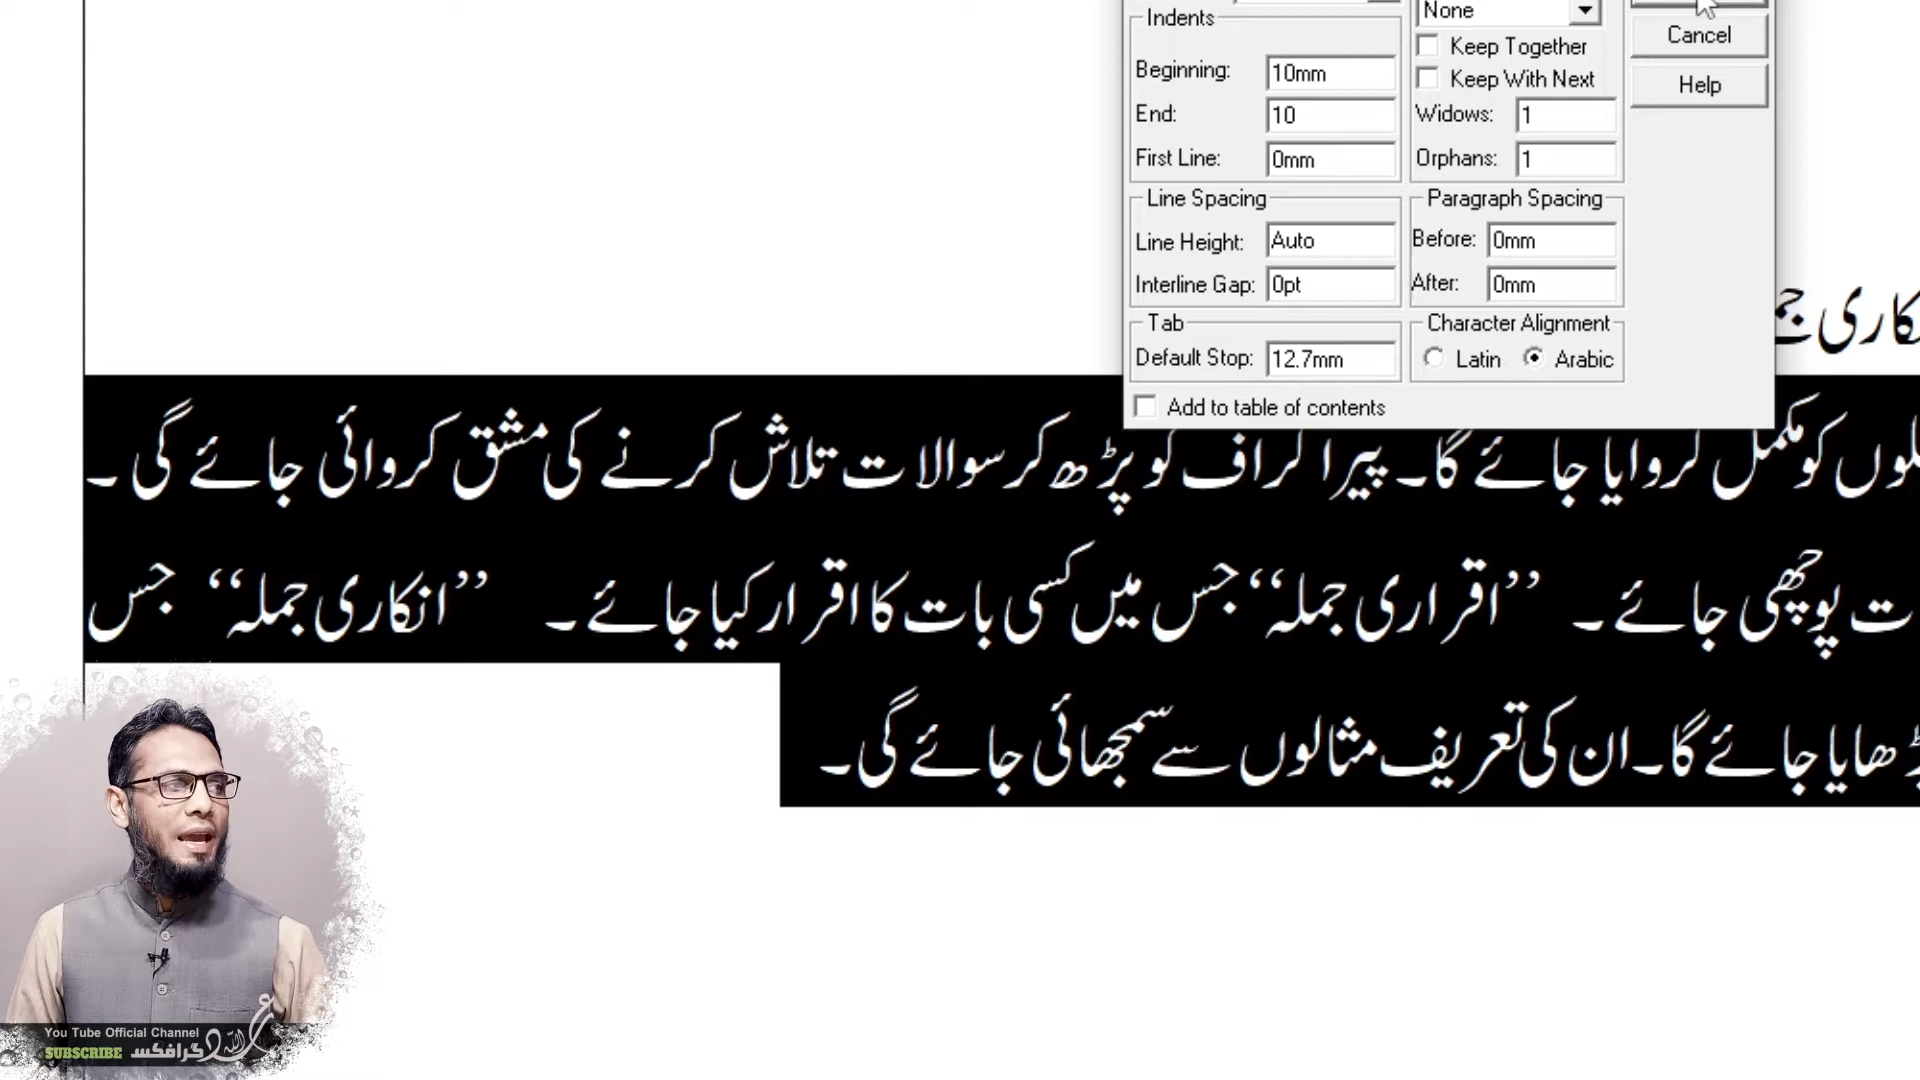 Indents
None
Keep Together
Cancel
Beginning: 10mm
Keep With Next
Help
End: 10
Widows: 1
First Line: 0mm
Orphans: 1
Line Spacing
Paragraph Spacing
Line Height: Auto
Before: 0mm
Interline Gap: 0pt
After: 0mm
Tab
Character Alignment
Default Stop: 12.7mm
Latin Arabic
Add to table of contents
کو مکمل کروایا جائے گا۔ پیرا گراف کو پڑھ کر سوالات تلاش کرنے کی مشق کروائی جائے گی ۔
پوچھی جائے ۔ ’’اقراری جملہ‘‘ جس میں کسی بات کا اقرار کیا جائے ۔ ’’انکاری جملہ‘‘ جس
جائے گا۔ ان کی تعریف مثالوں سے سمجھائی جائے گی۔
You Tube Official Channel
SUBSCRIBE گرافکس